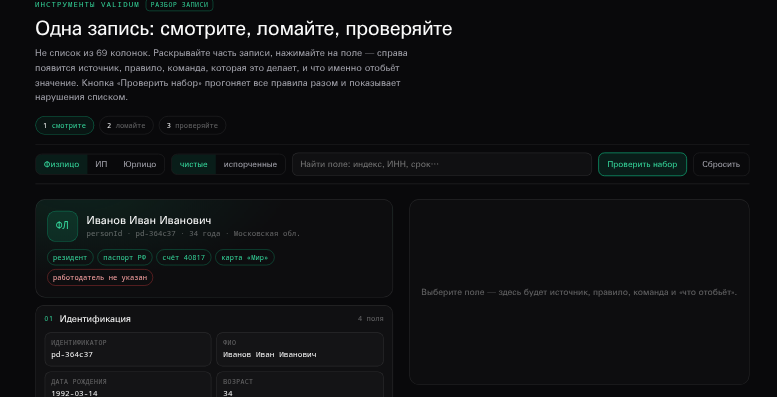 ИНСТРУМЕНТЫ VALIDUM РАЗБОР ЗАПИСИ
Одна запись: смотрите, ломайте, проверяйте
Не список из 69 колонок. Раскрывайте часть записи, нажимайте на поле — справа
появится источник, правило, команда, которая это делает, и что именно отобьёт
значение. Кнопка «Проверить набор» прогоняет все правила разом и показывает
нарушения списком.
1 смотрите 2 ломайте 3 проверяйте
Физлицо ИП Юрлицо чистые испорченные Найти поле: индекс, ИНН, срок… Проверить набор Сбросить
ФЛ
Иванов Иван Иванович
personId · pd-364c37 · 34 года · Московская обл.
резидент паспорт РФ счёт 40817 карта «Мир»
работодатель не указан
01 Идентификация 4 поля
ИДЕНТИФИКАТОР ФИО
pd-364c37 Иванов Иван Иванович
ДАТА РОЖДЕНИЯ ВОЗРАСТ
1992-03-14 34
Выберите поле — здесь будет источник, правило, команда и «что отобьёт».